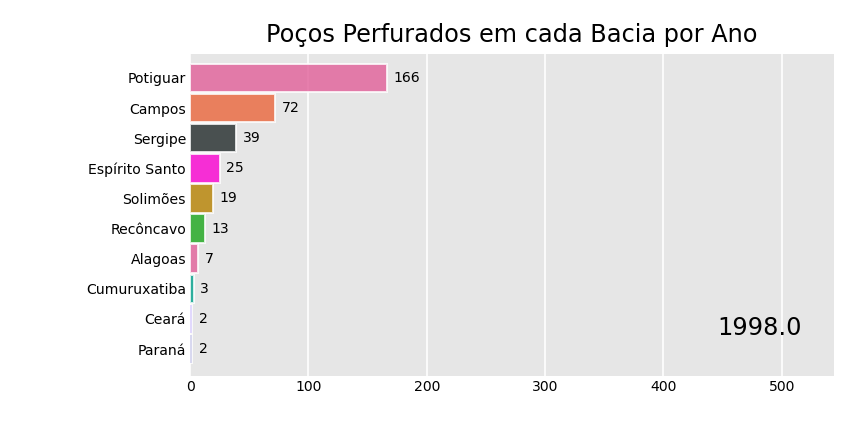 Poços Perfurados em cada Bacia por Ano
Potiguar 166
Campos 72
Sergipe 39
Espírito Santo 25
Solimões 19
Recôncavo 13
Alagoas 7
Cumuruxatiba 3
Ceará 2
1998.0
Paraná 2
0 100 200 300 400 500